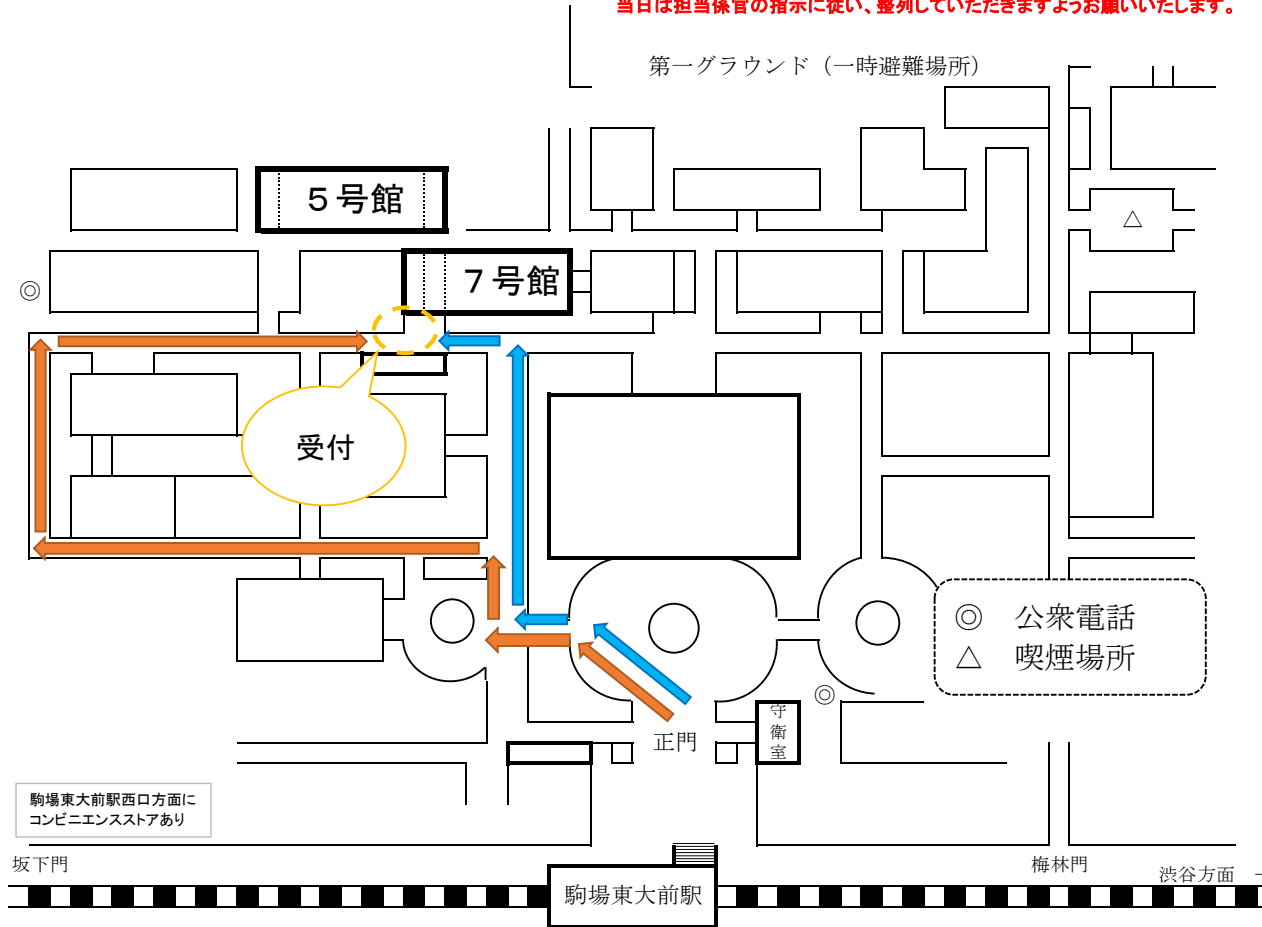 当日は担当係官の指示に従い、整列していただきますようお願いいたします。
第一グラウンド（一時避難場所）
５号館
△
７号館
◎
受付
◎ 公衆電話
△ 喫煙場所
◎
守衛室
正門
駒場東大前駅西口方面に
コンビニエンスストアあり
坂下門
梅林門
渋谷方面
駒場東大前駅